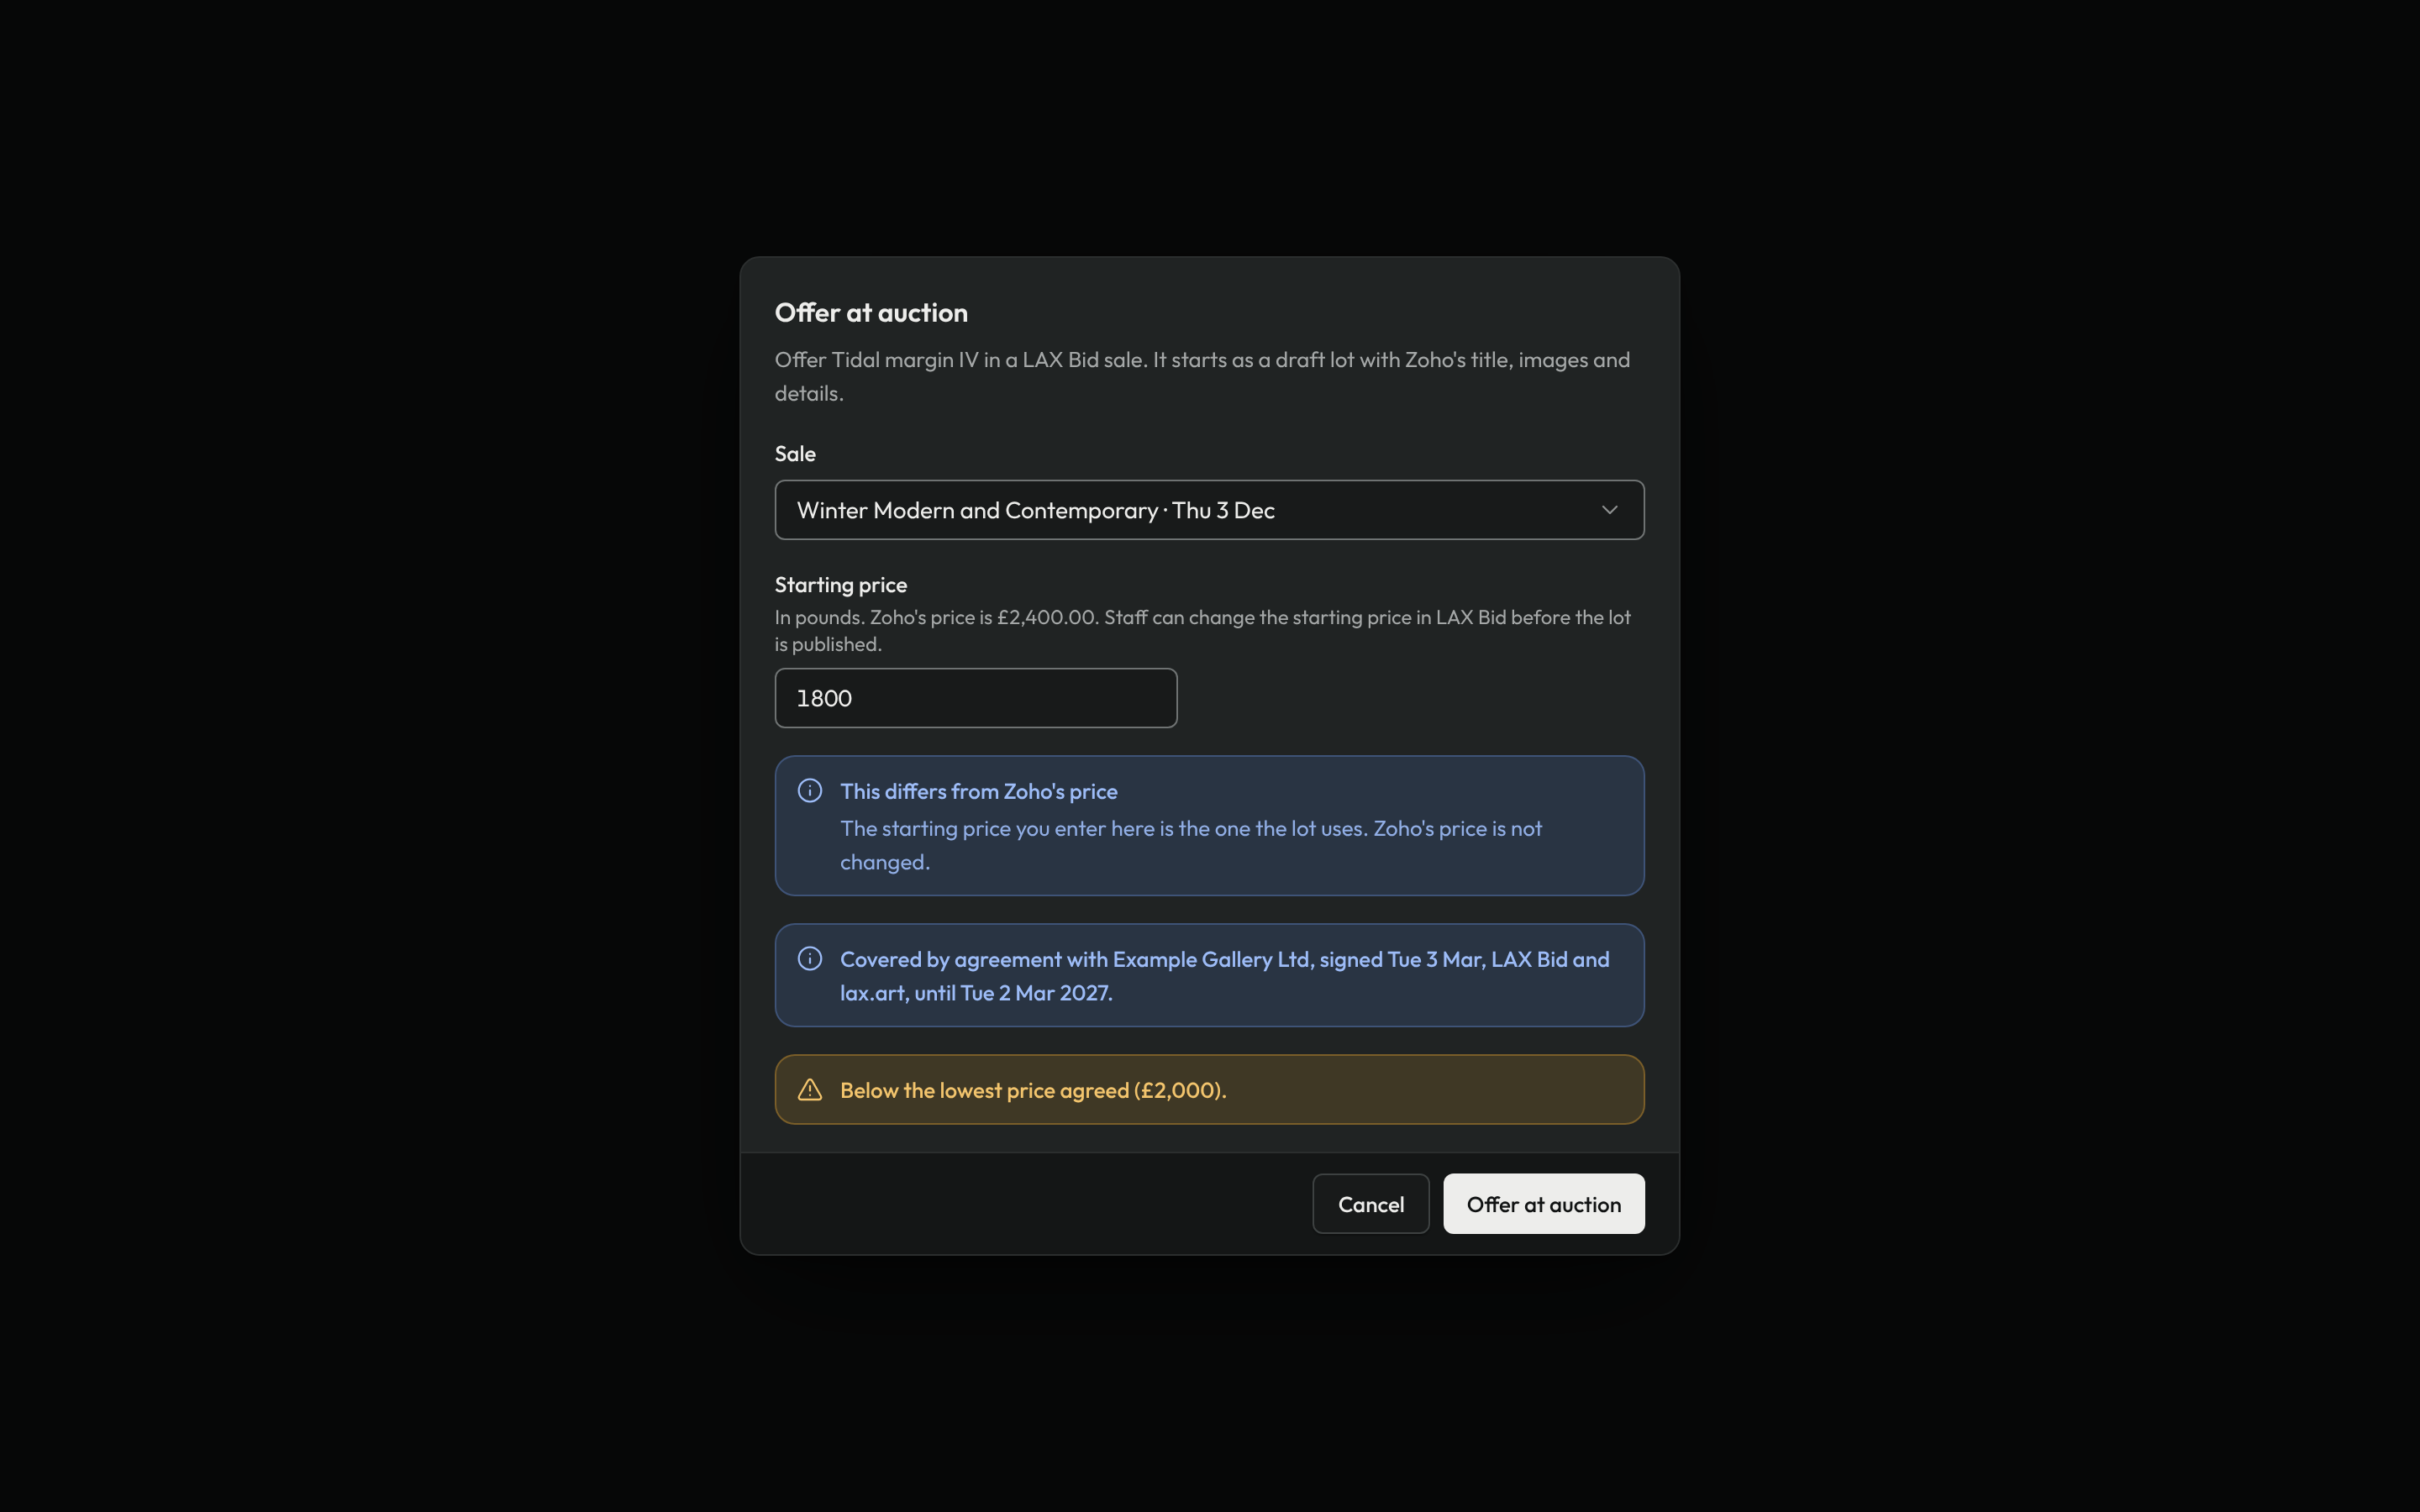 Offer at auction
Offer Tidal margin IV in a LAX Bid sale. It starts as a draft lot with Zoho's title, images and
details.
Sale
Winter Modern and Contemporary · Thu 3 Dec
Starting price
In pounds. Zoho's price is £2,400.00. Staff can change the starting price in LAX Bid before the lot
is published.
1800
This differs from Zoho's price
The starting price you enter here is the one the lot uses. Zoho's price is not
changed.
Covered by agreement with Example Gallery Ltd, signed Tue 3 Mar, LAX Bid and
lax.art, until Tue 2 Mar 2027.
Below the lowest price agreed (£2,000).
Cancel
Offer at auction